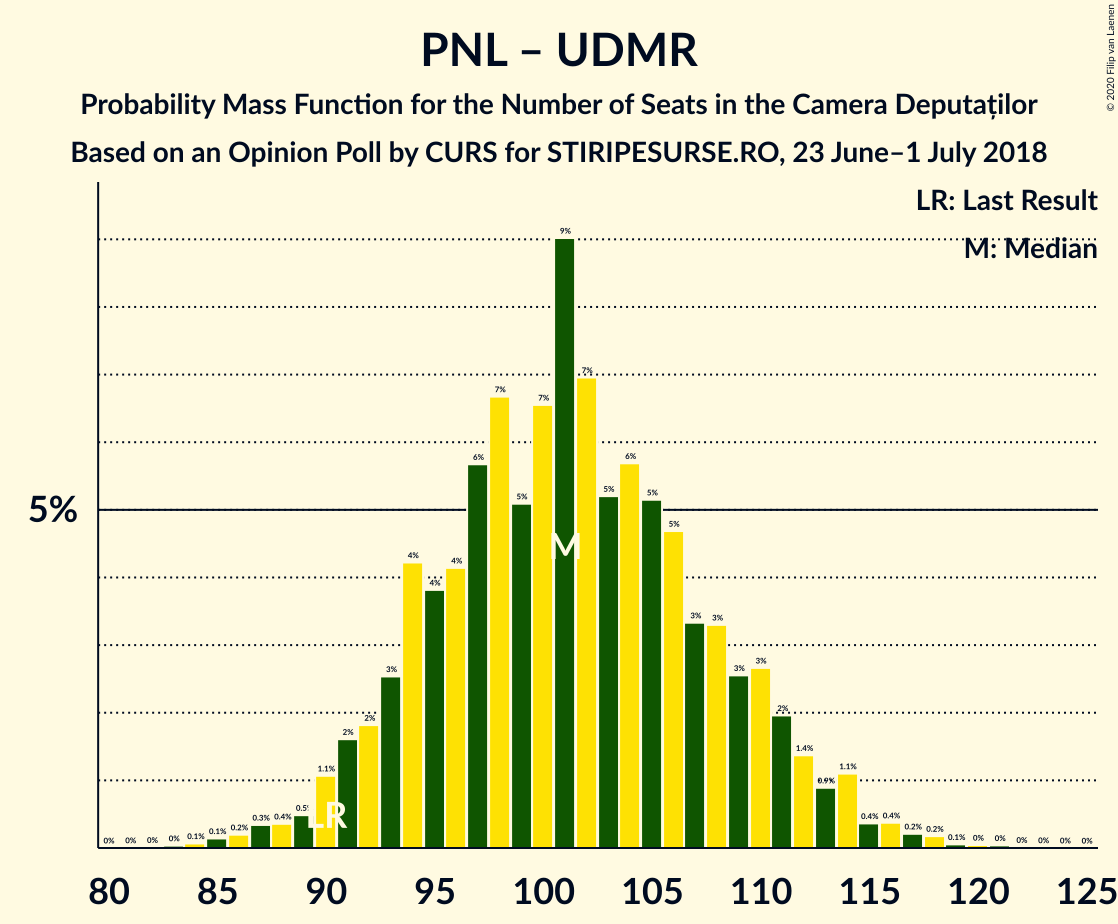 PNL – UDMR
Probability Mass Function for the Number of Seats in the Camera Deputaților
Based on an Opinion Poll by CURS for STIRIPESURSE.RO, 23 June–1 July 2018
© 2020 Filip van Laenen
LR: Last Result
M: Median
5%
0% 0% 0% 0% 0.1% 0.1% 0.2% 0.3% 0.4% 0.5% 1.1% 2% 2% 3% 4% 4% 4% 6% 7% 5% 7% 9% 7% 5% 6% 5% 5% 3% 3% 3% 3% 2% 1.4% 0.9% 1.1% 0.4% 0.4% 0.2% 0.2% 0.1% 0% 0% 0% 0% 0% 0%
M
LR
80 85 90 95 100 105 110 115 120 125